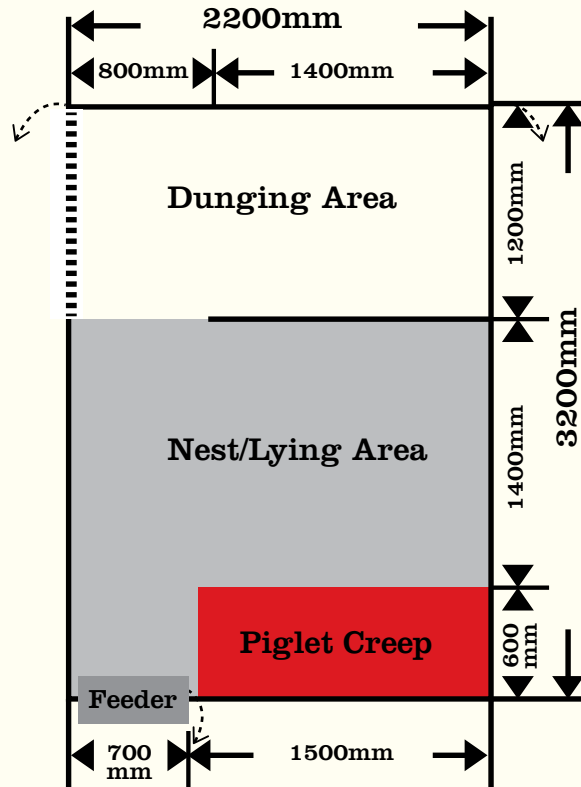 2200mm
800mm
1400mm
Dunging Area
1200mm
3200mm
Nest/Lying Area
1400mm
Piglet Creep
600
mm
Feeder
700
mm
1500mm